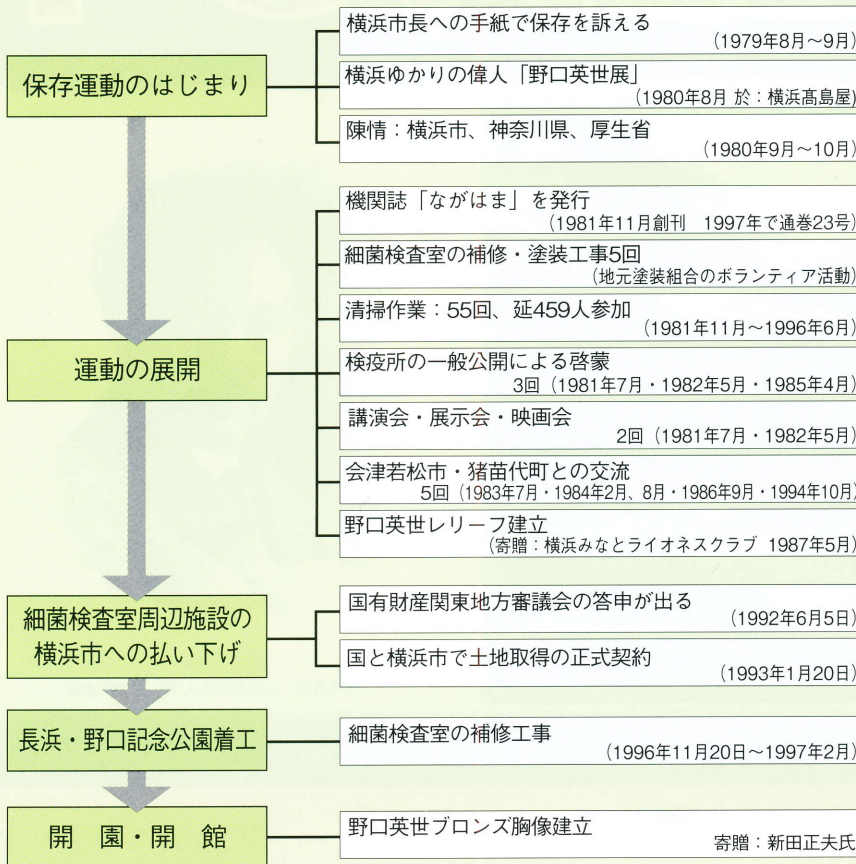 保存運動のはじまり
横浜市長への手紙で保存を訴える
(1979年8月～9月)
横浜ゆかりの偉人「野口英世展」
(1980年8月 於：横浜髙島屋)
陳情：横浜市、神奈川県、厚生省
(1980年9月～10月)
運動の展開
機関誌「ながはま」を発行
(1981年11月創刊　1997年で通巻23号)
細菌検査室の補修・塗装工事5回
(地元塗装組合のボランティア活動)
清掃作業：55回、延459人参加
(1981年11月～1996年6月)
検疫所の一般公開による啓蒙
3回（1981年7月・1982年5月・1985年4月)
講演会・展示会・映画会
2回（1981年7月・1982年5月)
会津若松市・猪苗代町との交流
5回（1983年7月・1984年2月、8月・1986年9月・1994年10月)
野口英世レリーフ建立
(寄贈：横浜みなとライオネスクラブ 1987年5月)
細菌検査室周辺施設の
横浜市への払い下げ
国有財産関東地方審議会の答申が出る
(1992年6月5日)
国と横浜市で土地取得の正式契約
(1993年1月20日)
長浜・野口記念公園着工
細菌検査室の補修工事
(1996年11月20日～1997年2月)
開　園・開　館
野口英世ブロンズ胸像建立
寄贈：新田正夫氏